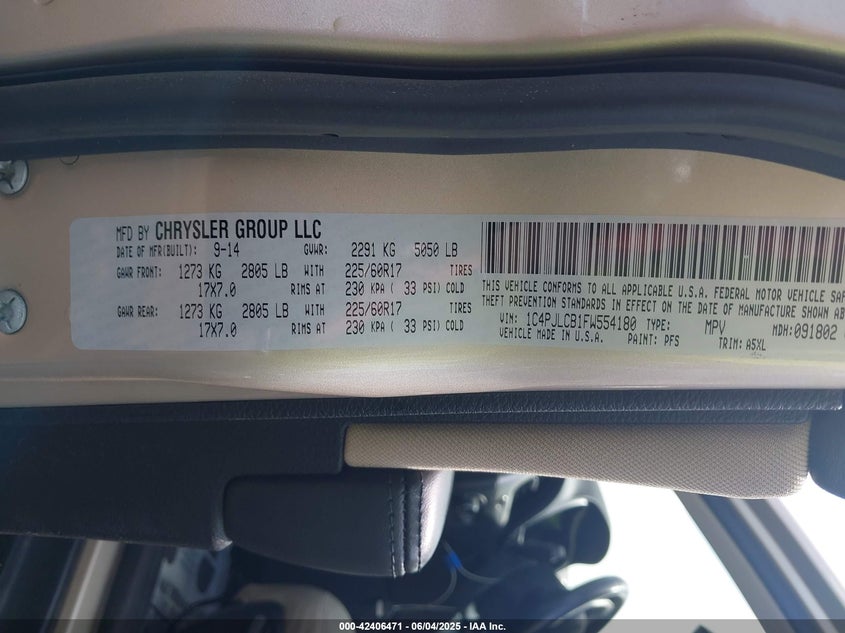 MFD BY CHRYSLER GROUP LLC
DATE OF MFR(BUILT): 9-14 GVWR: 2291 KG 5050 LB
GAWR FRONT: 1273 KG 2805 LB WITH 225/60R17 TIRES
17X7.0 RIMS AT 230 KPA ( 33 PSI) COLD
GAWR REAR: 1273 KG 2805 LB WITH 225/60R17 TIRES
17X7.0 RIMS AT 230 KPA ( 33 PSI) COLD
THIS VEHICLE CONFORMS TO ALL APPLICABLE U.S.A. FEDERAL MOTOR VEHICLE SAF
THEFT PREVENTION STANDARDS IN EFFECT ON THE DATE OF MANUFACTURE SHOWN AB
VIN: 1C4PJLCB1FW554180 TYPE: MPV MDH:091802
VEHICLE MADE IN U.S.A. PAINT: PFS TRIM: A5XL
000-42406471 - 06/04/2025 - IAA Inc.